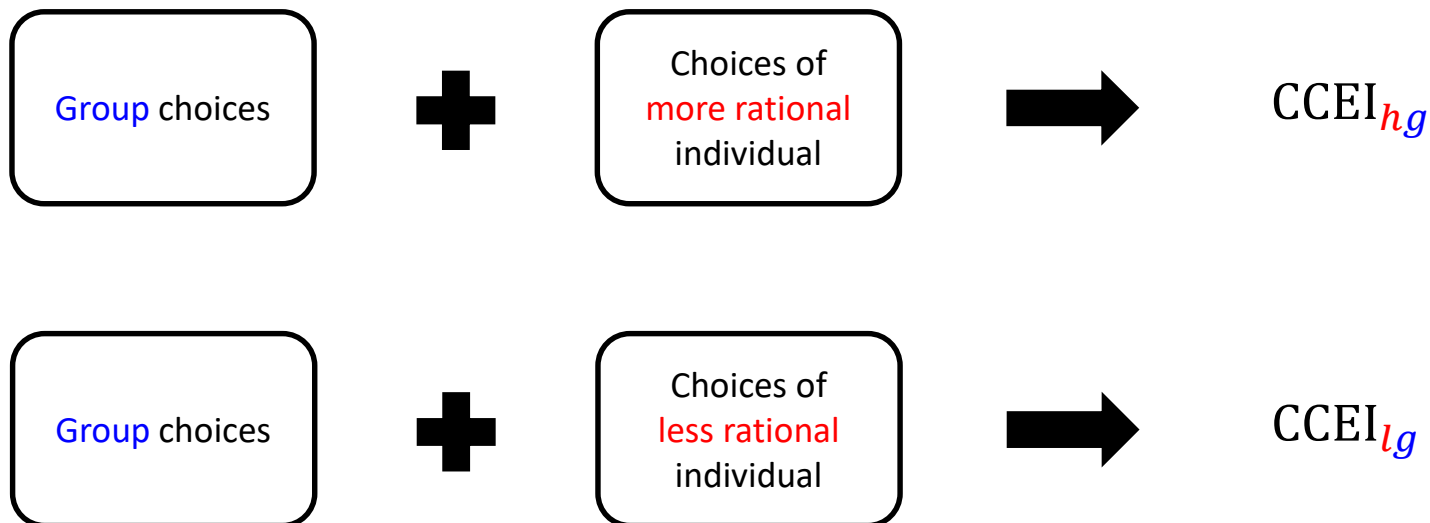 Group choices
Choices of
more rational
individual
CCEI_hg
Group choices
Choices of
less rational
individual
CCEI_lg